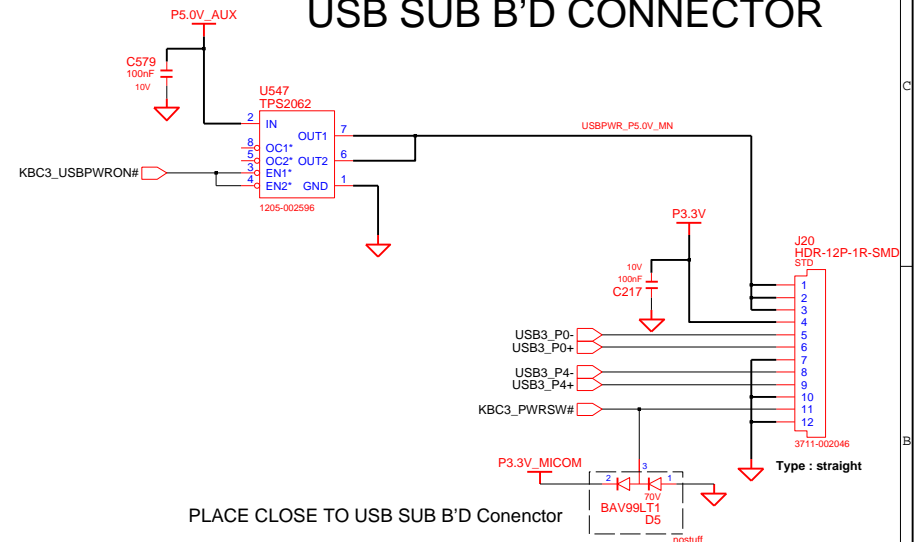 USB SUB B'D CONNECTOR
P5.0V_AUX
C579
100nF
10V
U547
TPS2062
2 IN
OUT1 7
8 OC1*
5 OC2* OUT2 6
3 EN1*
4 EN2* GND 1
1205-002596
KBC3_USBPWRON#
USBPWR_P5.0V_MN
C
P3.3V
10V
100nF
C217
J20
HDR-12P-1R-SMD
STD
1
2
3
4
USB3_P0- 5
USB3_P0+ 6
7
USB3_P4- 8
USB3_P4+ 9
10
KBC3_PWRSW# 11
12
3711-002046
B
Type : straight
P3.3V_MICOM
3
2 1
70V
BAV99LT1
D5
nostuff
PLACE CLOSE TO USB SUB B'D Conenctor